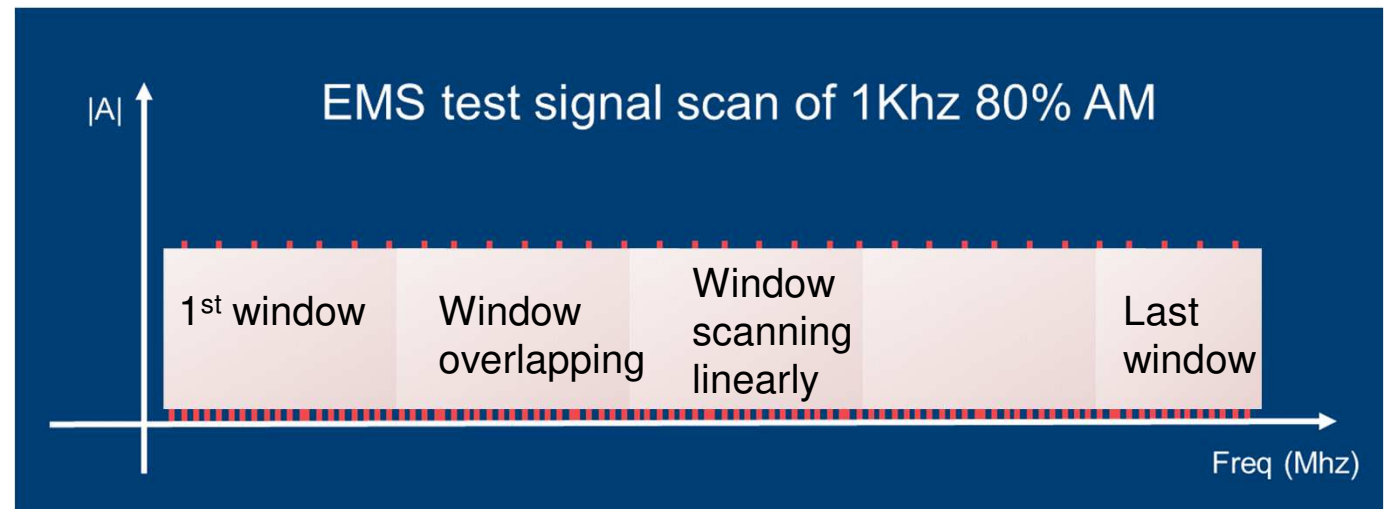 EMS test signal scan of 1Khz 80% AM
|A|
1st window
Window
overlapping
Window
scanning
linearly
Last
window
Freq (Mhz)